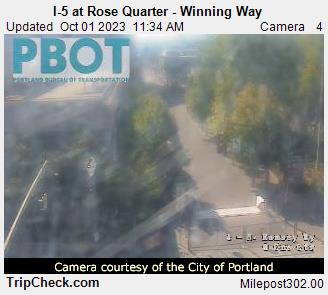 I-5 at Rose Quarter - Winning Way
Updated Oct 01 2023 11:34 AM Camera 4
PBOT
PORTLAND BUREAU OF TRANSPORTATION
Camera courtesy of the City of Portland
TripCheck.com Milepost302.00